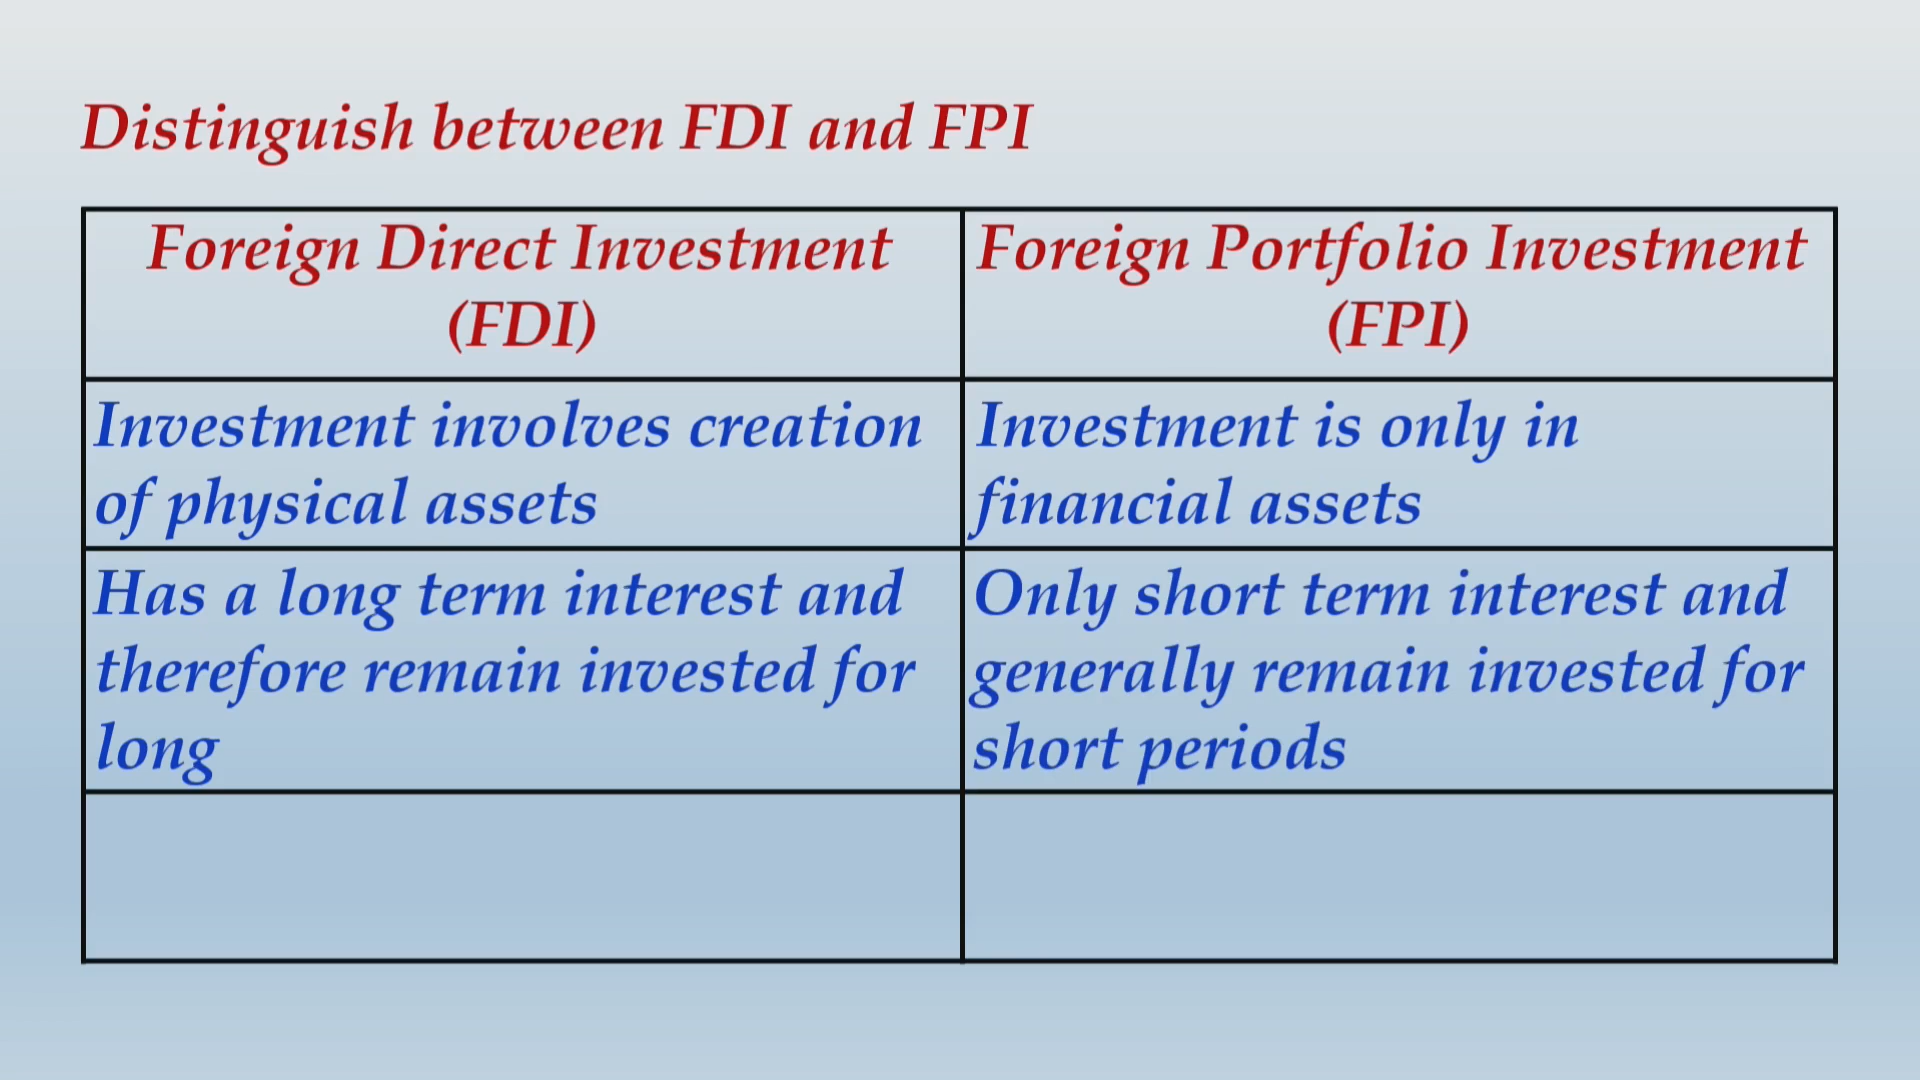 Distinguish between FDI and FPI
Foreign Direct Investment
(FDI)
Foreign Portfolio Investment
(FPI)
Investment involves creation
of physical assets
Investment is only in
financial assets
Has a long term interest and
therefore remain invested for
long
Only short term interest and
generally remain invested for
short periods